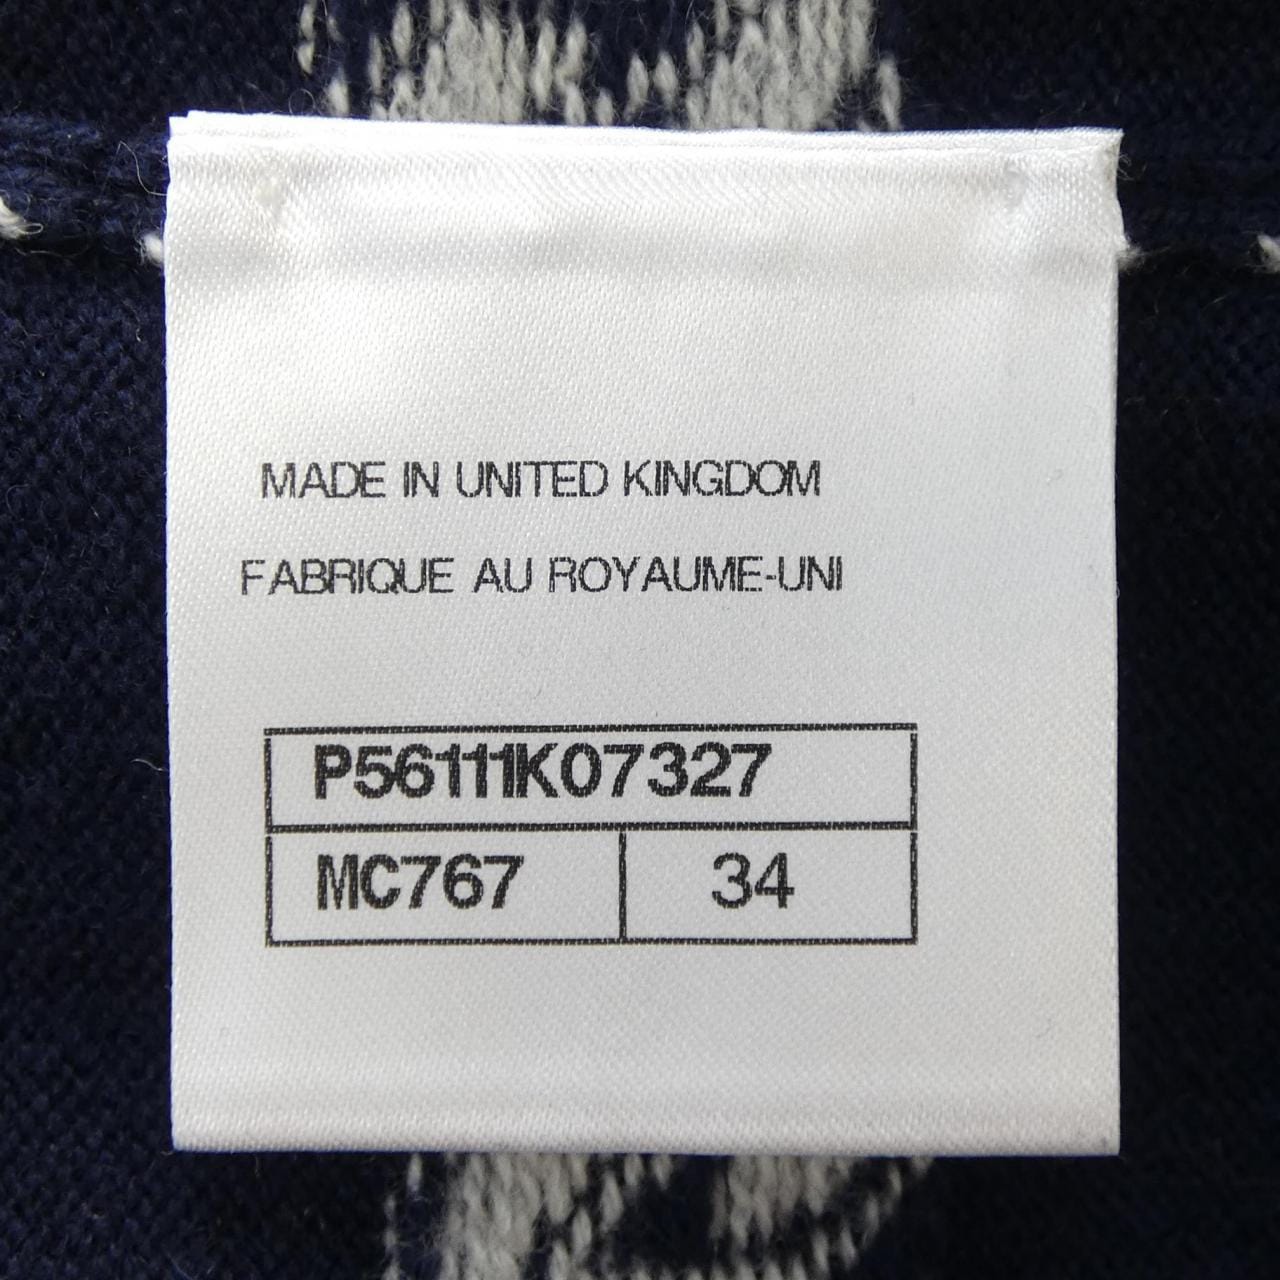 MADE IN UNITED KINGDOM
FABRIQUE AU ROYAUME-UNI
P56111K07327
MC767 34